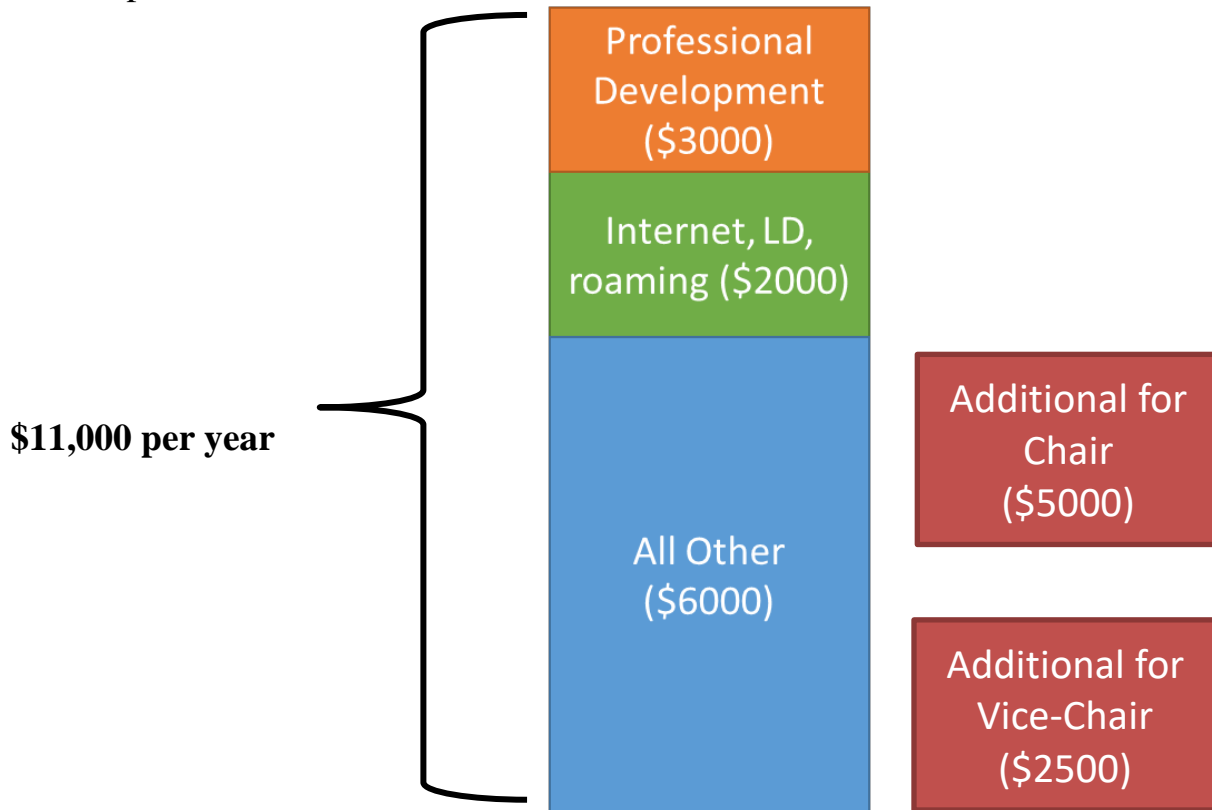 Professional
Development
($3000)
Internet, LD,
roaming ($2000)
$11,000 per year
All Other
($6000)
Additional for
Chair
($5000)
Additional for
Vice-Chair
($2500)